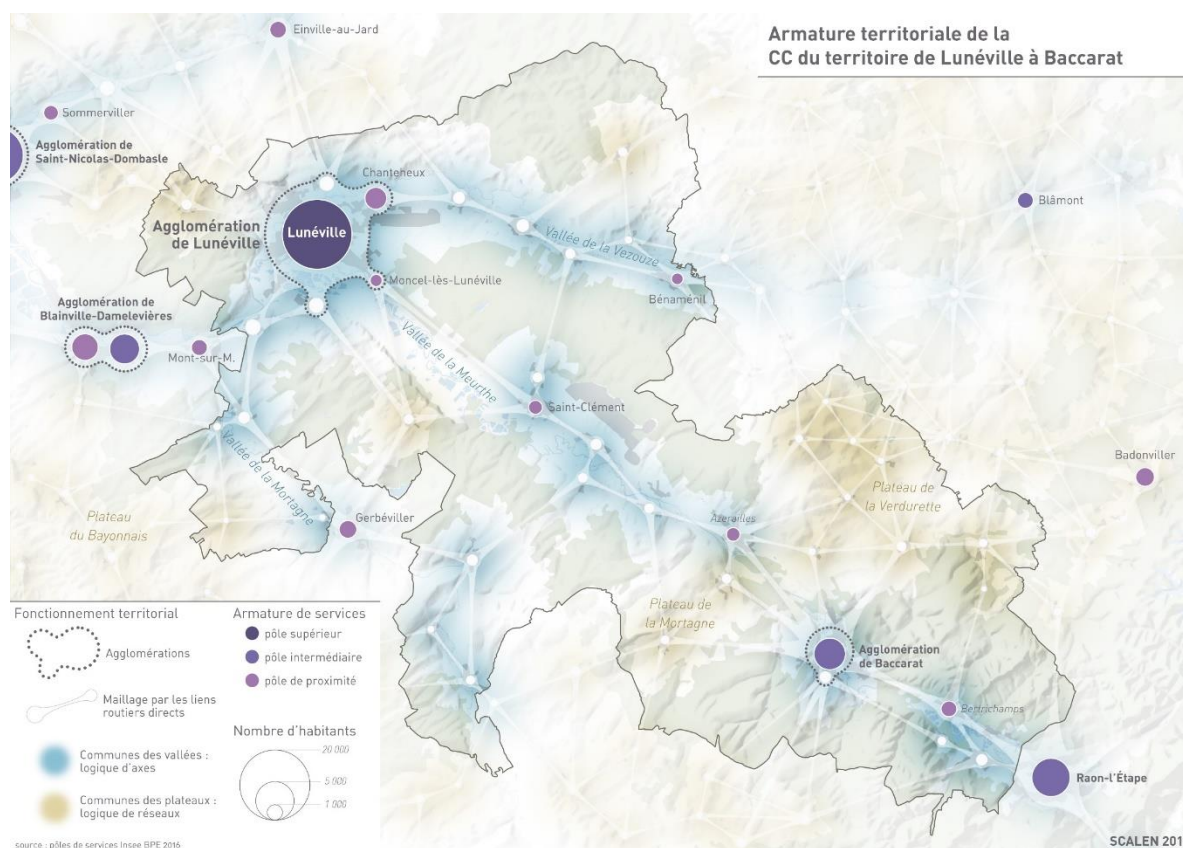 Armature territoriale de la
CC du territoire de Lunéville à Baccarat
Einville-au-Jard
Sommerviller
Agglomération de
Saint-Nicolas-Dombasle
Chanteheux
Blâmont
Agglomération
de Lunéville
Lunéville
Vallée de la Vezouze
Moncel-lès-Lunéville
Bénaménil
Agglomération de
Blainville-Damelevières
Mont-sur-M.
Vallée de la Meurthe
Saint-Clément
Vallée de la Mortagne
Badonviller
Plateau
du Bayonnais
Gerbéviller
Plateau de
la Verdurette
Azerailles
Plateau de
la Mortagne
Agglomération
de Baccarat
Bertrichamps
Raon-l'Étape
Fonctionnement territorial
Agglomérations
Maillage par les liens
routiers directs
Communes des vallées :
logique d'axes
Communes des plateaux :
logique de réseaux
Armature de services
pôle supérieur
pôle intermédiaire
pôle de proximité
Nombre d'habitants
20 000
5 000
1 000
source : pôles de services Insee BPE 2016
SCALEN 201